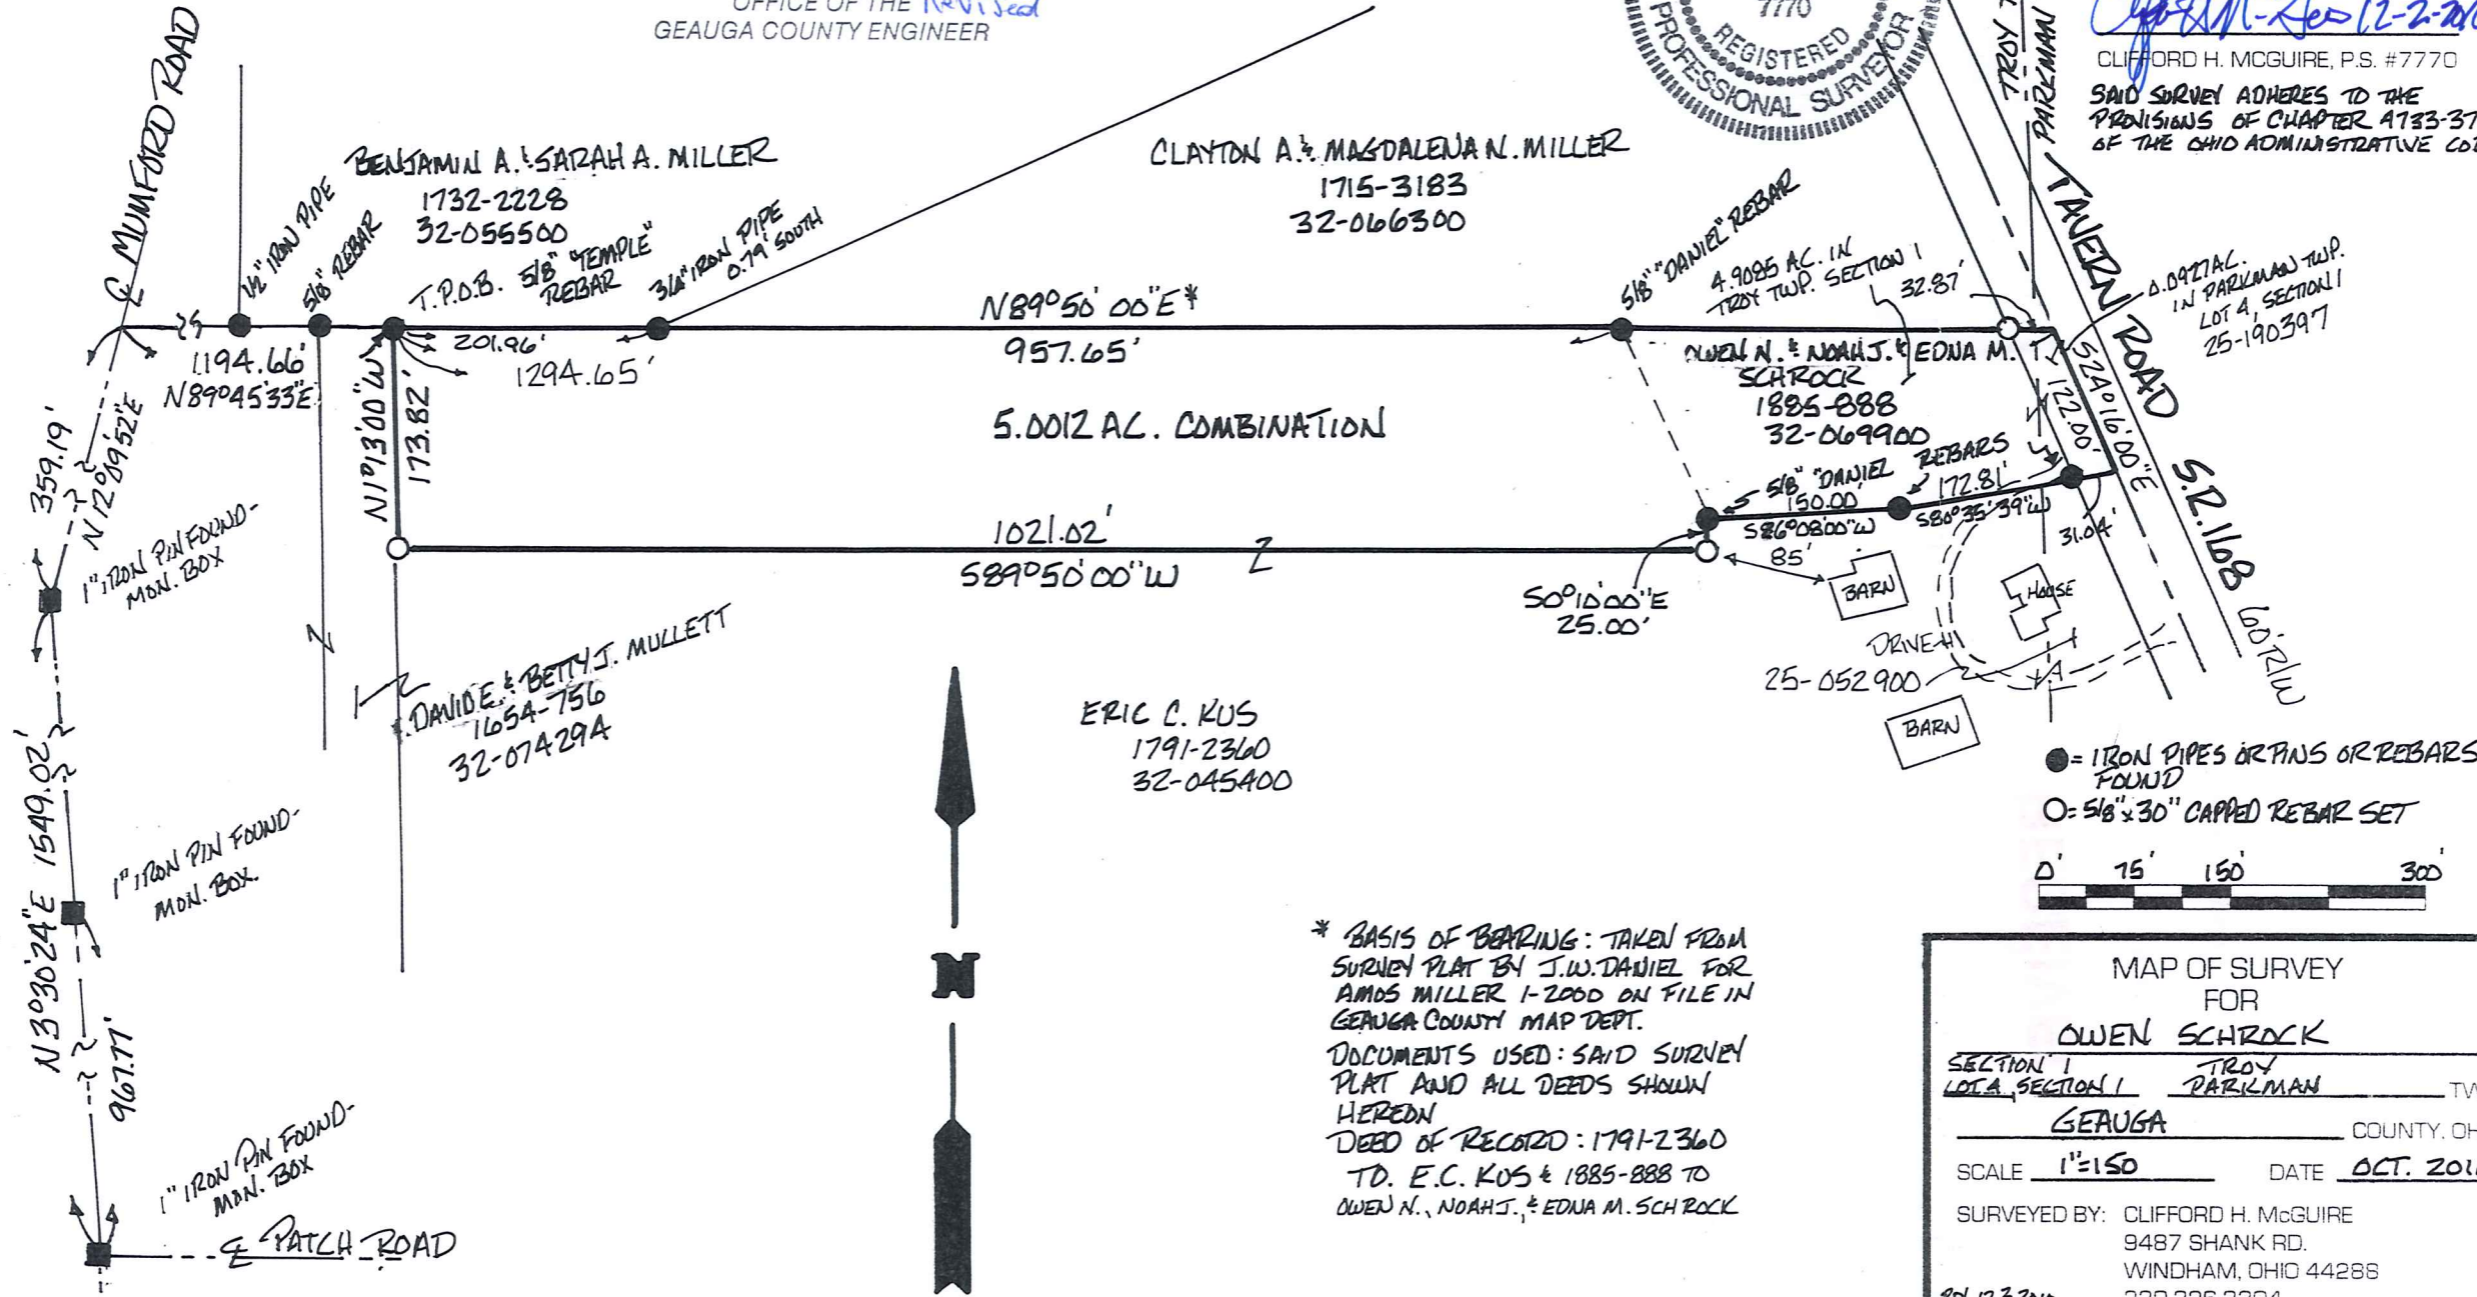 OFFICE OF THE Revised
GEAUGA COUNTY ENGINEER
7770
REGISTERED
PROFESSIONAL SURVEYOR
12-2-
CLIFFORD H. MCGUIRE, P.S. #7770
SAID SURVEY ADHERES TO THE
PROVISIONS OF CHAPTER 4733-37
OF THE OHIO ADMINISTRATIVE
TROY
PARKMAN
℄ MUMFORD ROAD
BENJAMIN A. & SARAH A. MILLER
1732-2228
32-055500
CLAYTON A. & MAGDALENA N. MILLER
1715-3183
32-066300
1/2" IRON PIPE
5/8" REBAR
T.P.O.B. 5/8" "TEMPLE"
REBAR
3/4" IRON PIPE
0.79' SOUTH
5/8" "DANIEL" REBAR
4.9085 AC. IN
TROY TWP. SECTION 1
32.87'
TAVERN ROAD
S.R. 168 60' R/W
0.0927 AC.
IN PARKMAN TWP.
LOT 4, SECTION 1
25-190397
1194.66'
N89°45'33"E
201.96'
1294.65'
N89°50'00"E*
957.65'
OWEN N. & NOAH J. & EDNA M.
SCHROCK
1885-888
32-069900
S24°16'00"E
122.00'
N1°13'00"W
173.82'
5.0012 AC. COMBINATION
5/8" "DANIEL REBARS
150.00'
S86°08'00"W
172.81'
S80°35'39"W
31.04'
1021.02'
S89°50'00"W
85'
BARN
HOUSE
S0°10'00"E
25.00'
DRIVE
25-052900
BARN
359.19'
N12°09'52"E
1" IRON PIN FOUND-
MON. BOX
DAVID E. & BETTY J. MULLETT
1654-756
32-074294
ERIC C. KUS
1791-2360
32-045400
N3°30'24"E 1549.02'
1" IRON PIN FOUND-
MON. BOX.
967.77'
1" IRON PIN FOUND-
MON. BOX
℄ PATCH ROAD
N
= IRON PIPES OR PINS OR REBARS
FOUND
= 5/8" x 30" CAPPED REBAR SET
0' 75' 150' 300'
* BASIS OF BEARING: TAKEN FROM
SURVEY PLAT BY J.W. DANIEL FOR
AMOS MILLER 1-2000 ON FILE IN
GEAUGA COUNTY MAP DEPT.
DOCUMENTS USED: SAID SURVEY
PLAT AND ALL DEEDS SHOWN
HEREON
DEED OF RECORD: 1791-2360
TO. E.C. KUS & 1885-888 TO
OWEN N., NOAH J., & EDNA M. SCHROCK
MAP OF SURVEY
FOR
OWEN SCHROCK
SECTION 1 TROY
LOT 4, SECTION 1 PARKMAN
GEAUGA COUNTY. OH
SCALE 1"=150 DATE OCT.
SURVEYED BY: CLIFFORD H. McGUIRE
9487 SHANK RD.
WINDHAM, OHIO 44288